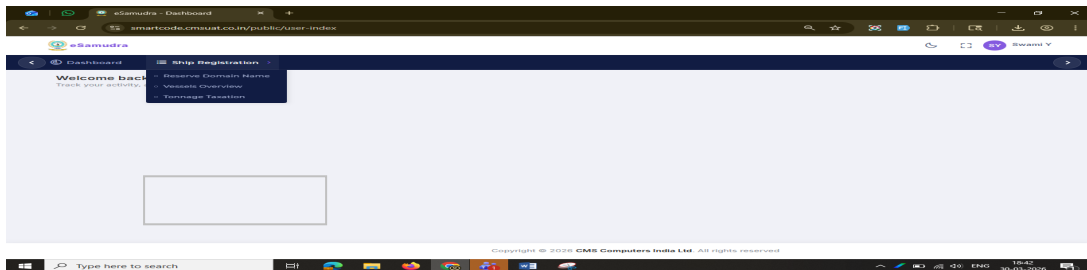 eSamudra - Dashboard
smartcode.cmsuat.co.in/public/user-index
eSamudra
SY Swami Y
Dashboard
Ship Registration
Reserve Domain Name
Vessels Overview
Tonnage Taxation
Welcome back
Track your activity,
Copyright © 2026 CMS Computers India Ltd. All rights reserved
Type here to search
ENG
18:42
30-03-2026